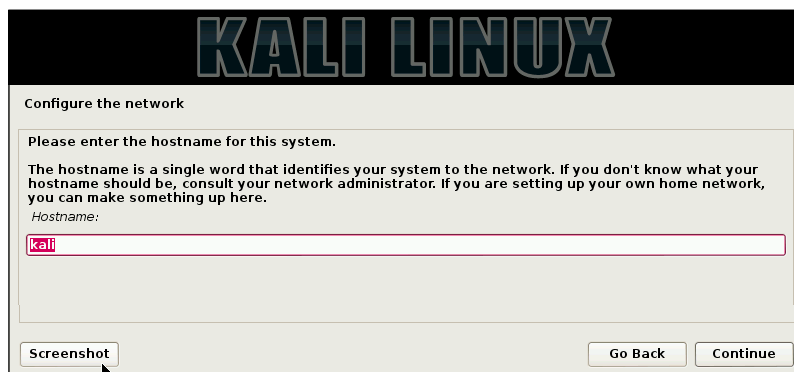 KALI LINUX
Configure the network
Please enter the hostname for this system.
The hostname is a single word that identifies your system to the network. If you don't know what your
hostname should be, consult your network administrator. If you are setting up your own home network,
you can make something up here.
Hostname:
kali
Screenshot
Go Back
Continue